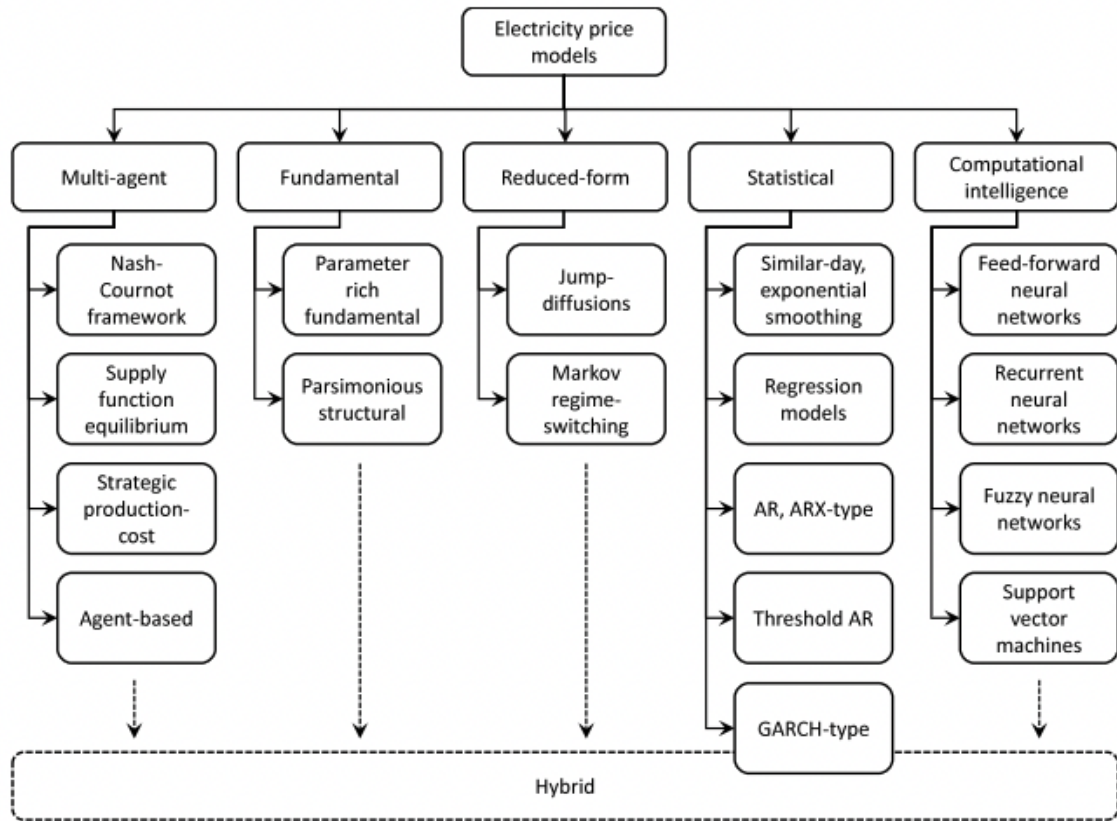 Electricity price
models
Multi-agent
Fundamental
Reduced-form
Statistical
Computational
intelligence
Nash-
Cournot
framework
Supply
function
equilibrium
Strategic
production-
cost
Agent-based
Parameter
rich
fundamental
Parsimonious
structural
Jump-
diffusions
Markov
regime-
switching
Similar-day,
exponential
smoothing
Regression
models
AR, ARX-type
Threshold AR
GARCH-type
Feed-forward
neural
networks
Recurrent
neural
networks
Fuzzy neural
networks
Support
vector
machines
Hybrid